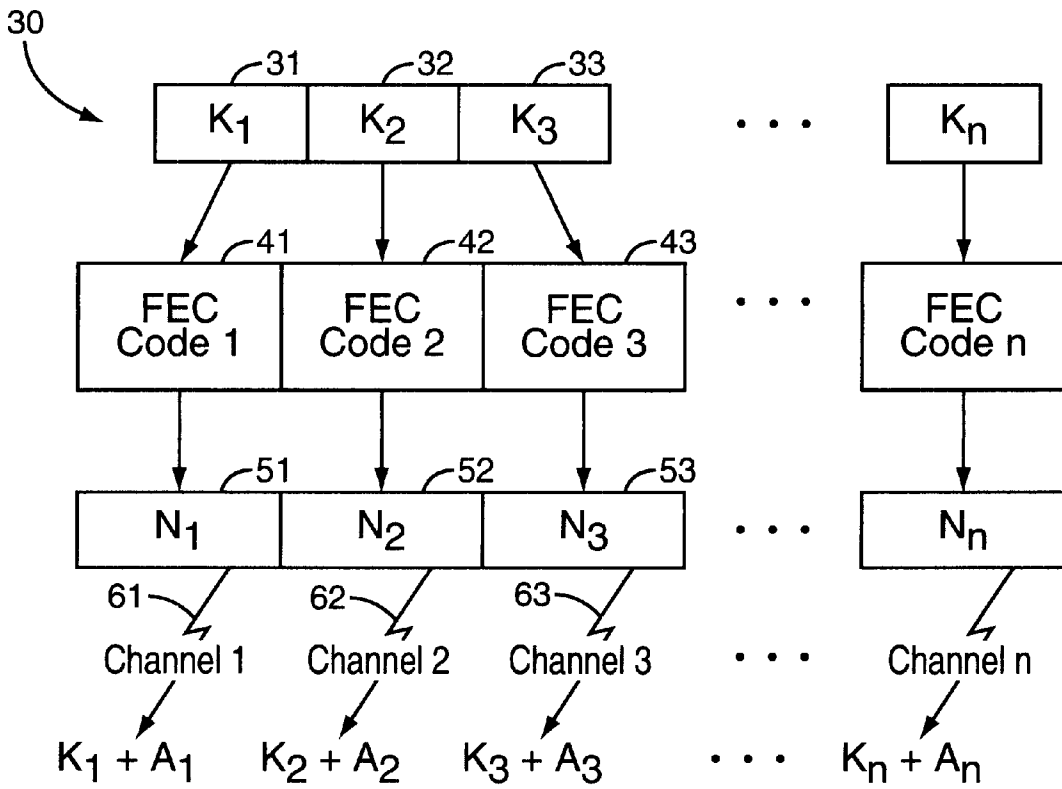 30
31 32 33
K1 K2 K3 • • • Kn
41 42 43
FEC Code 1 FEC Code 2 FEC Code 3 • • • FEC Code n
51 52 53
N1 N2 N3 • • • Nn
61 62 63
Channel 1 Channel 2 Channel 3 • • • Channel n
K1 + A1 K2 + A2 K3 + A3 • • • Kn + An